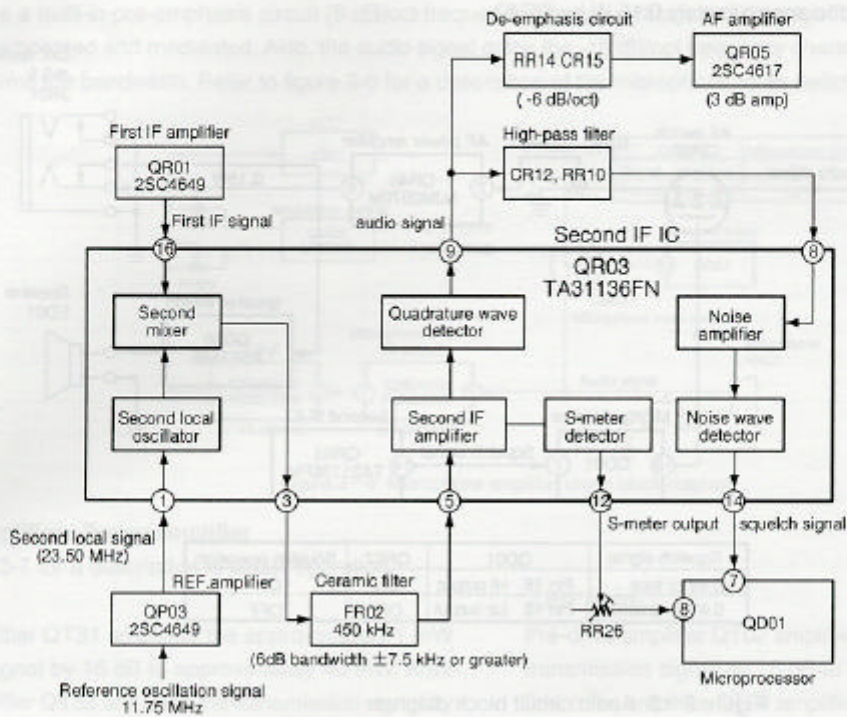 De-emphasis circuit
RR14 CR15
(-6 dB/oct)
AF amplifier
QR05
2SC4617
(3 dB amp)
First IF amplifier
QR01
2SC4649
First IF signal
High-pass filter
CR12, RR10
audio signal
Second IF IC
16
9
8
QR03
TA31136FN
Second
mixer
Quadrature wave
detector
Noise
amplifier
Second local
oscillator
Second IF
amplifier
S-meter
detector
Noise wave
detector
1
3
5
12
14
Second local signal
(23.50 MHz)
S-meter output
squelch signal
REF.amplifier
QP03
2SC4649
Ceramic filter
FR02
450 kHz
(6dB bandwidth ±7.5 kHz or greater)
RR26
7
8
QD01
Microprocessor
Reference oscillation signal
11.75 MHz